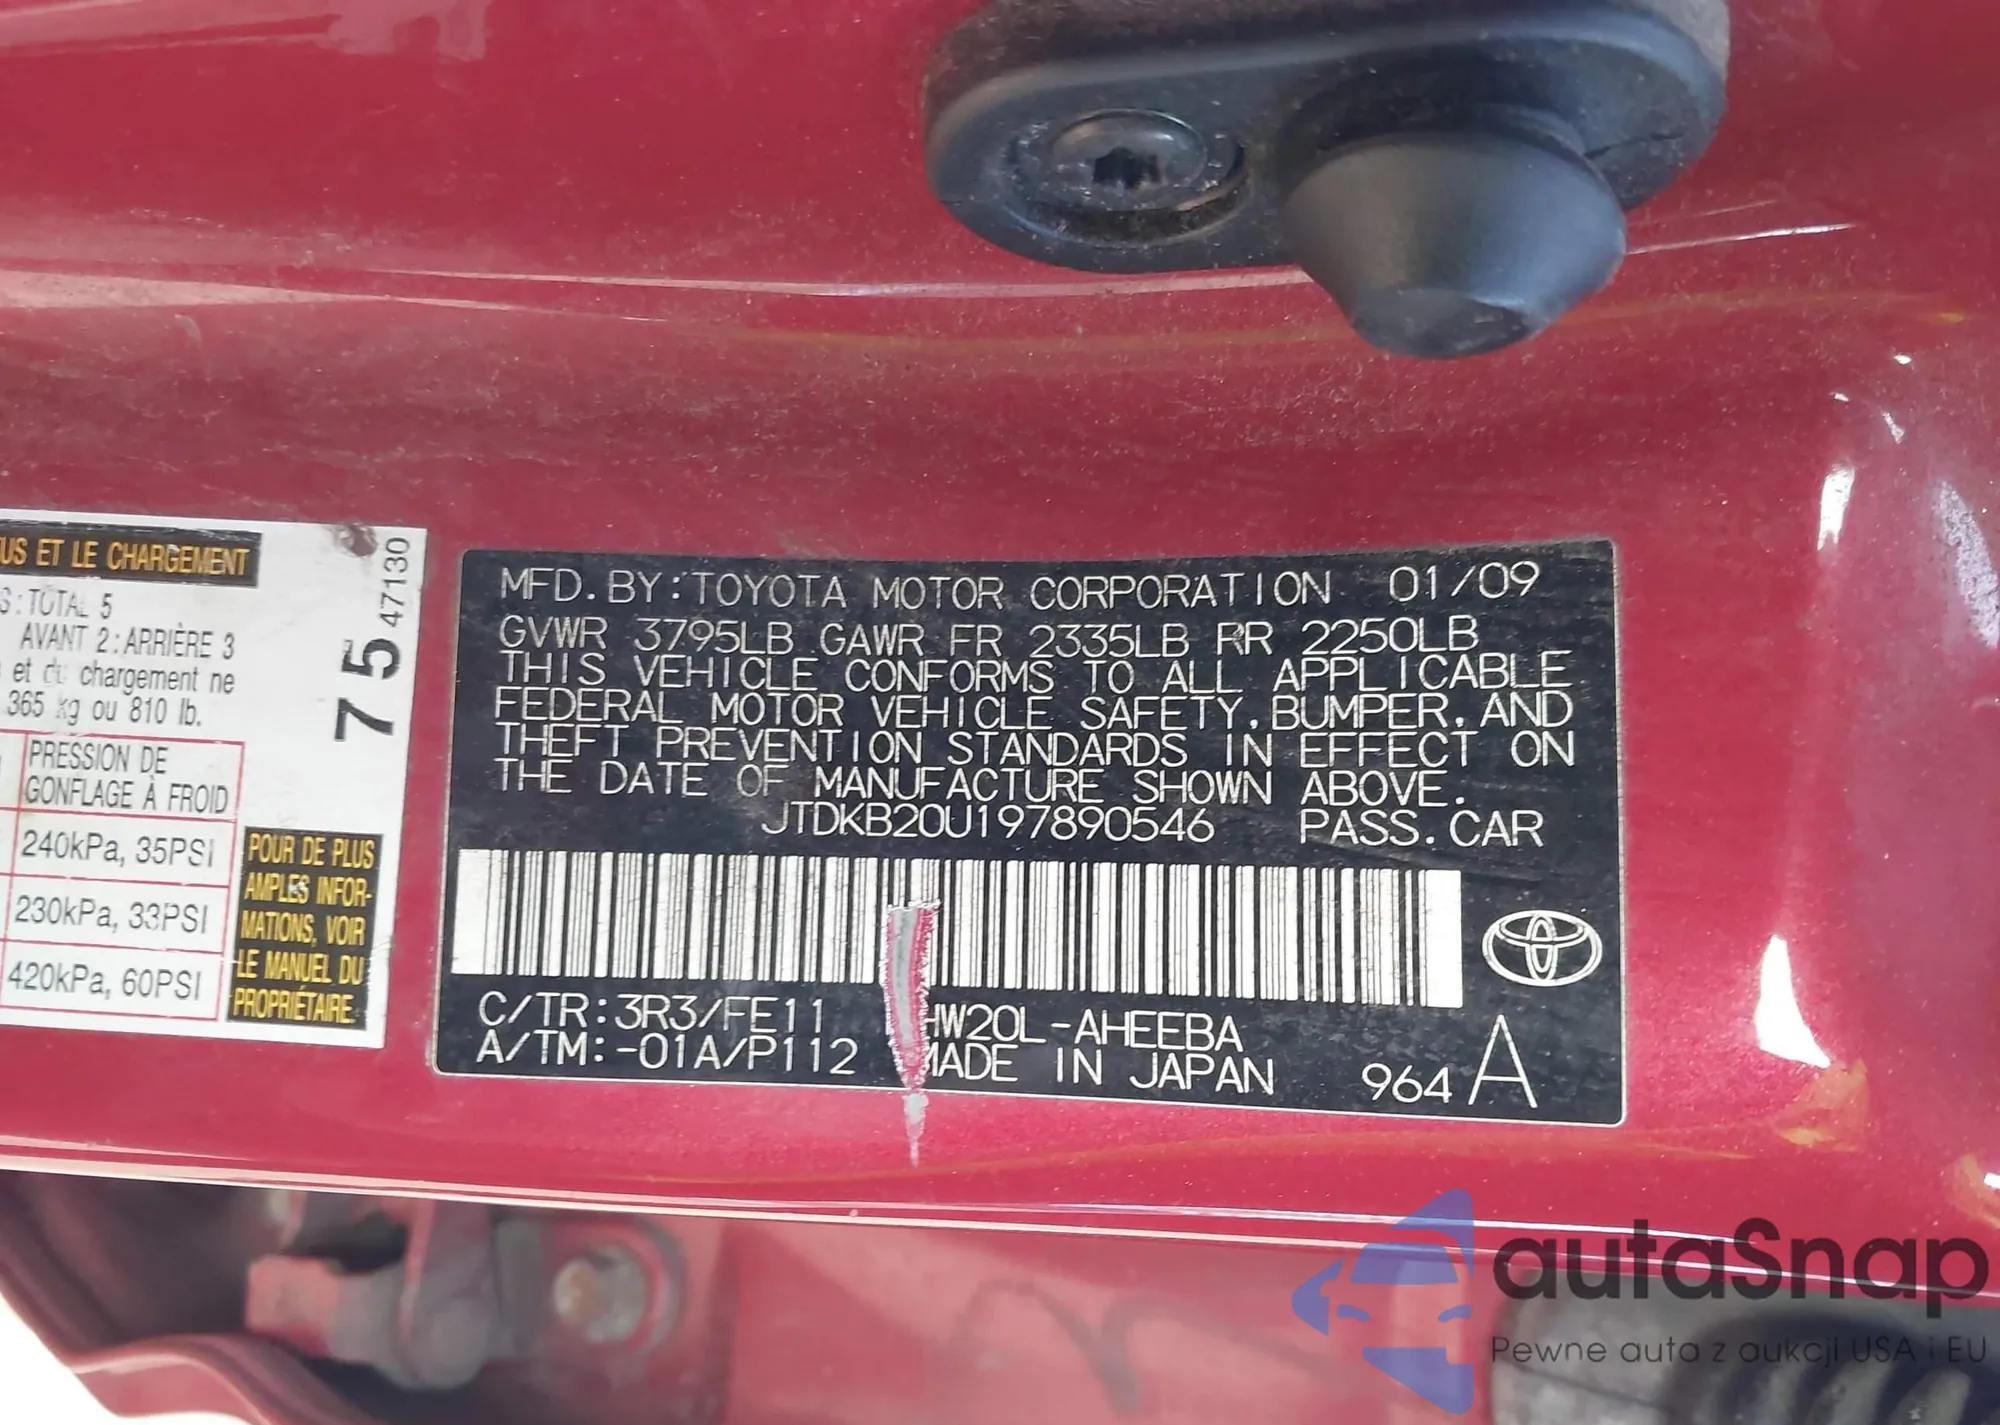 TUS ET LE CHARGEMENT
S: TOTAL 5
AVANT 2: ARRIÈRE 3
et du chargement ne
365 kg ou 810 lb.
PRESSION DE
GONFLAGE À FROID
240kPa, 35PSI
230kPa, 33PSI
420kPa, 60PSI
75
47130
POUR DE PLUS
AMPLES INFOR-
MATIONS, VOIR
LE MANUEL DU
PROPRIÉTAIRE.
MFD. BY: TOYOTA MOTOR CORPORATION 01/09
GVWR 3795LB GAWR FR 2335LB RR 2250LB
THIS VEHICLE CONFORMS TO ALL APPLICABLE
FEDERAL MOTOR VEHICLE SAFETY, BUMPER, AND
THEFT PREVENTION STANDARDS IN EFFECT ON
THE DATE OF MANUFACTURE SHOWN ABOVE.
JTDKB20U197890546 PASS. CAR
C/TR: 3R3/FE11 HW20L-AHEEBA
A/TM: -01A/P112 MADE IN JAPAN 964 A
autaSnap
Pewne auta z aukcji USA i EU